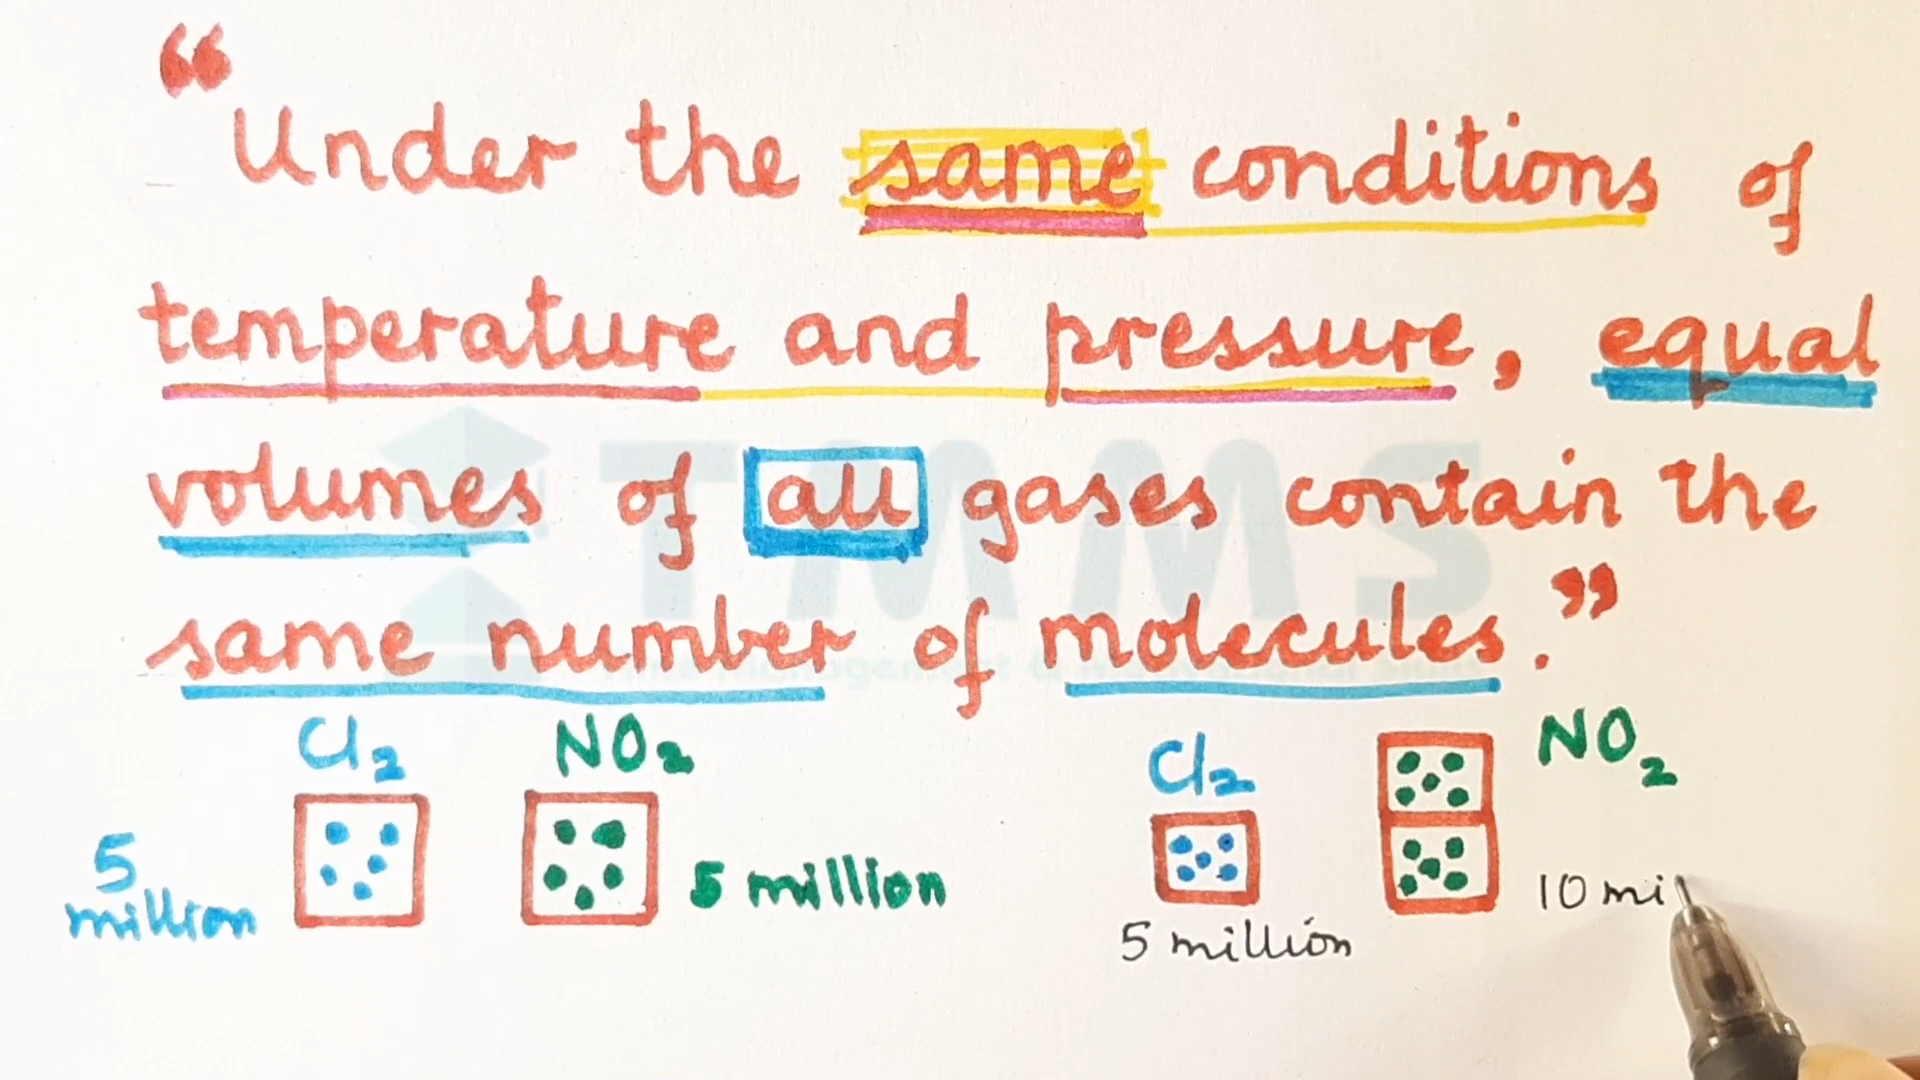 “Under the same conditions of
temperature and pressure, equal
volumes of all gases contain the
same number of molecules.”
Cl₂ NO₂
5 million
5 million
Cl₂ NO₂
5 million
10 mi
TMMS